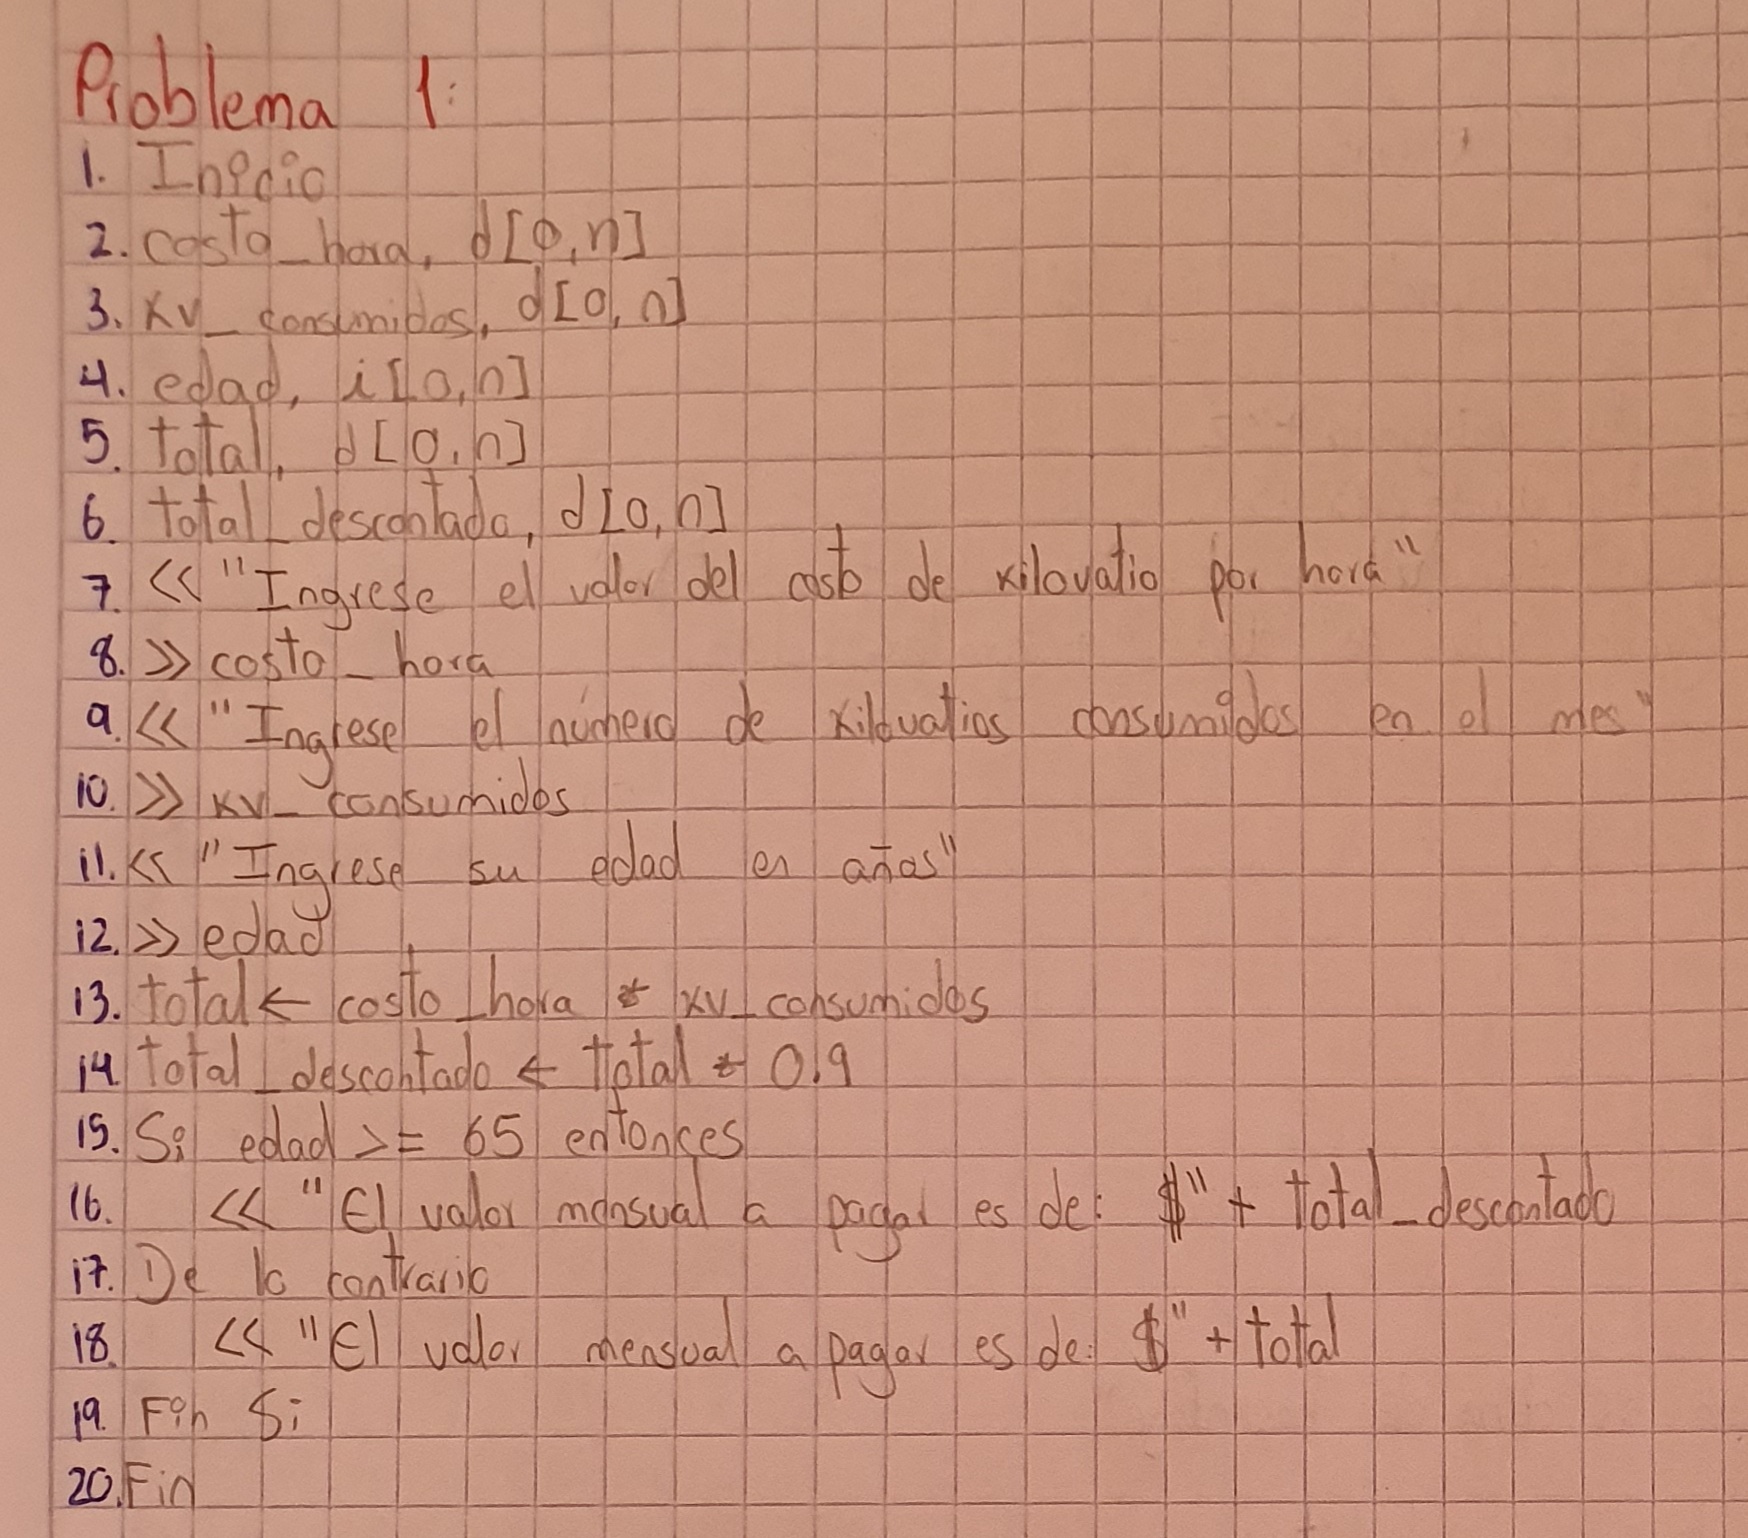 Problema 1:
1. Inicio
2. costo_hora, d[0,n]
3. kv_consumidos, d[0,n]
4. edad, i[0,n]
5. total, d[0,n]
6. total_descontado, d[0,n]
7. << "Ingrese el valor del costo de kilovatio por hora"
8. >> costo_hora
9. << "Ingrese el número de kilovatios consumidos en el mes"
10. >> kv_consumidos
11. << "Ingrese su edad en años"
12. >> edad
13. total ← costo_hora * kv_consumidos
14. total_descontado ← total * 0.9
15. Si edad >= 65 entonces
16. << "El valor mensual a pagar es de: $" + total_descontado
17. De lo contrario
18. << "El valor mensual a pagar es de: $" + total
19. Fin Si
20. Fin